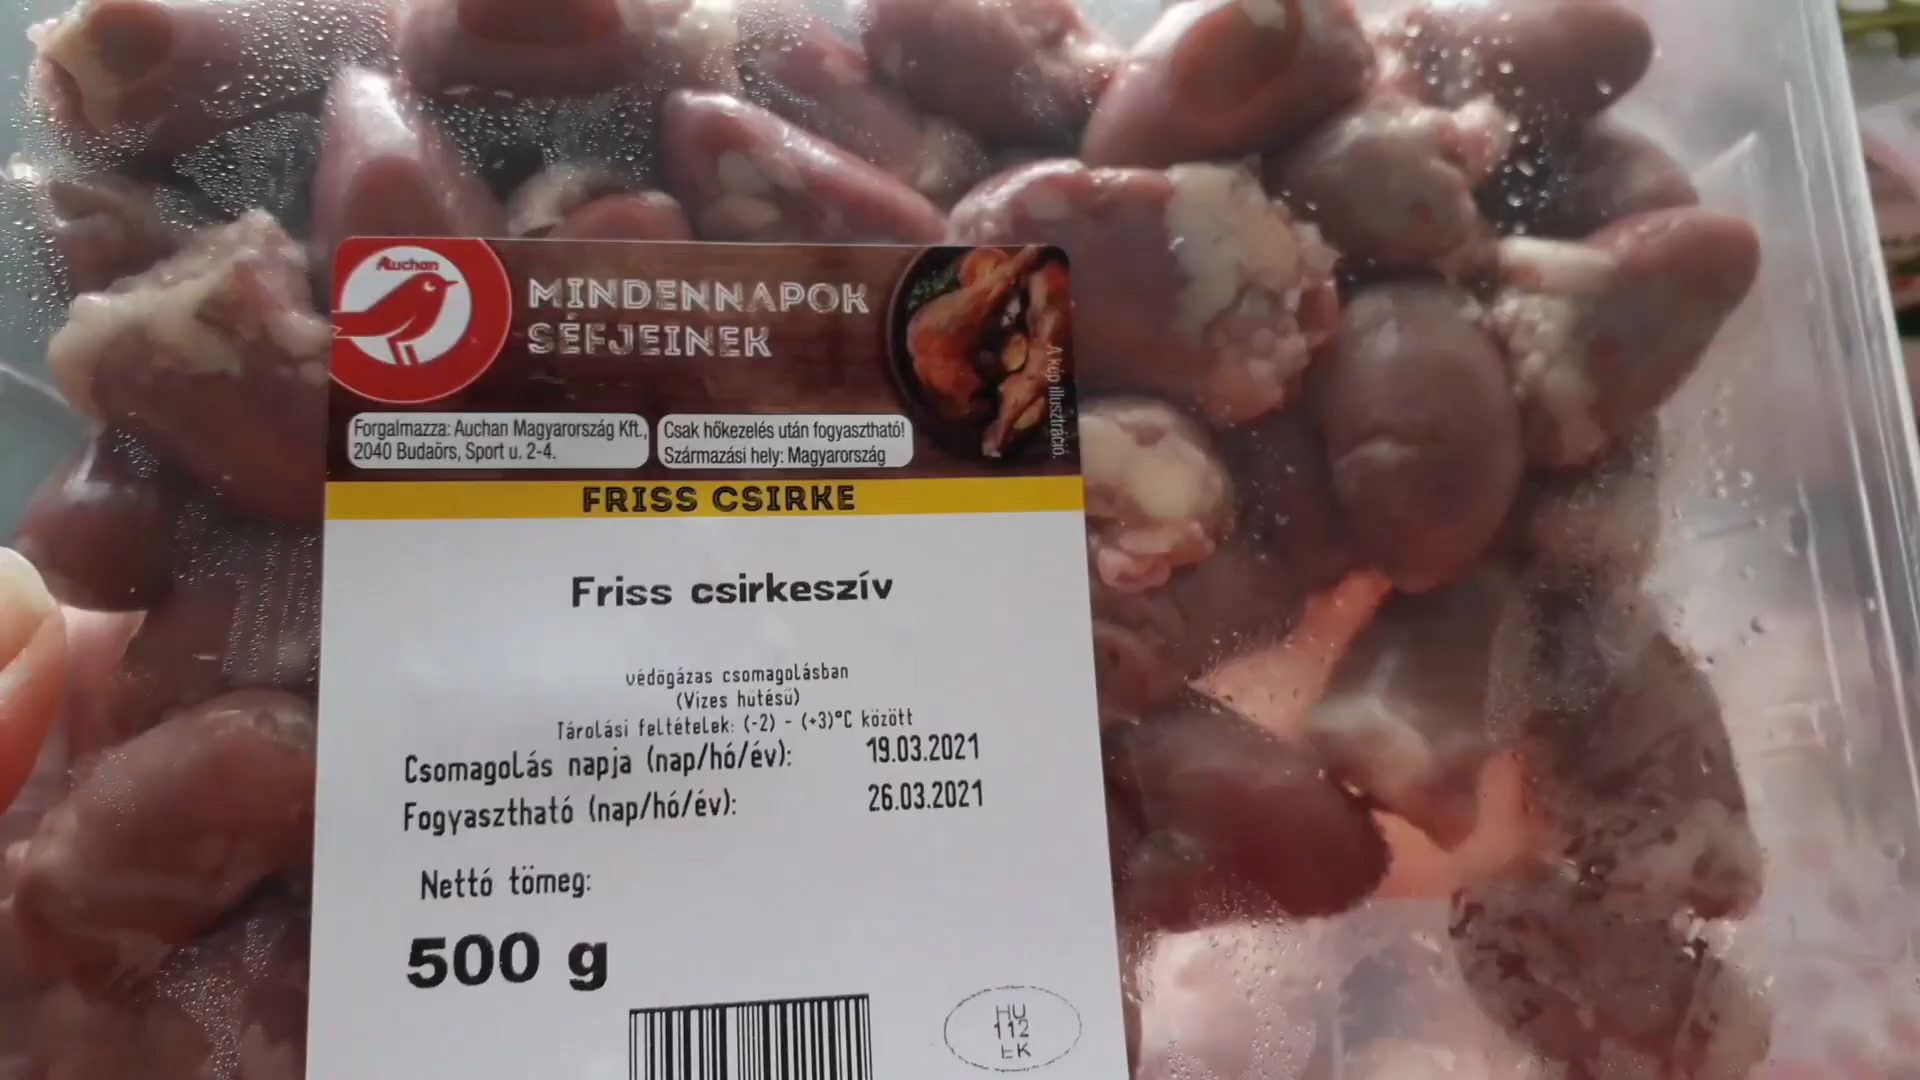 Auchan
MINDENNAPOK
SÉFJEINEK
A kép illusztráció.
Forgalmazza: Auchan Magyarország Kft.,
2040 Budaörs, Sport u. 2-4.
Csak hőkezelés után fogyasztható!
Származási hely: Magyarország
FRISS CSIRKE
Friss csirkeszív
védőgázas csomagolásban
(Vizes hűtésű)
Tárolási feltételek: (-2) - (+3)°C között
Csomagolás napja (nap/hó/év): 19.03.2021
Fogyasztható (nap/hó/év): 26.03.2021
Nettó tömeg:
500 g
HU
112
EK